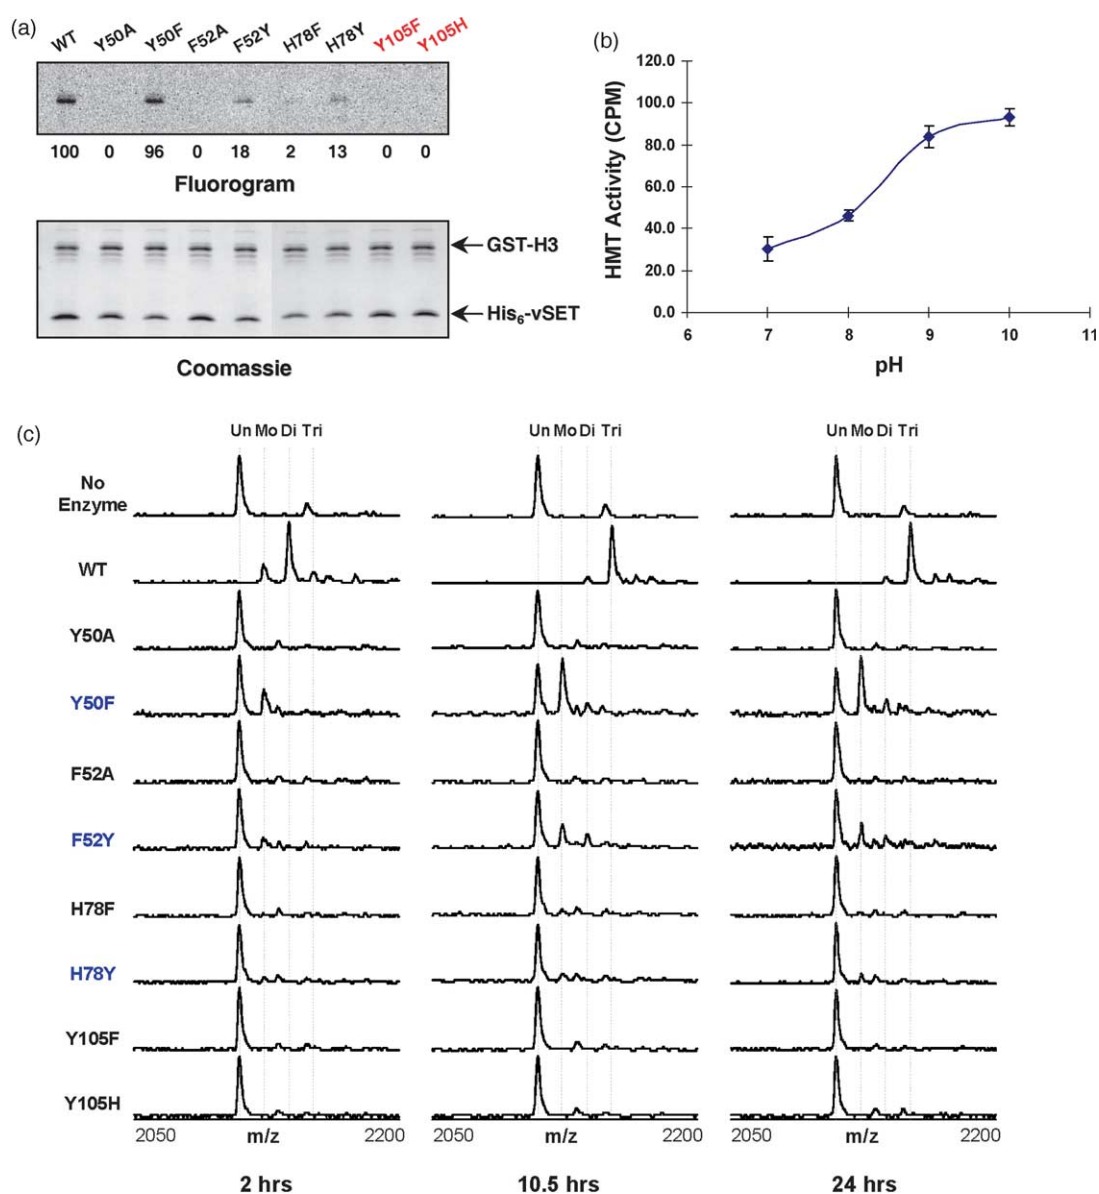 (a)
WT Y50A Y50F F52A F52Y H78F H78Y Y105F Y105H
100 0 96 0 18 2 13 0 0
Fluorogram
GST-H3
His6-vSET
Coomassie
(b)
120.0
100.0
80.0
60.0
40.0
20.0
0.0
HMT Activity (CPM)
6 7 8 9 10 11
pH
(c)
Un Mo Di Tri Un Mo Di Tri Un Mo Di Tri
No
Enzyme
WT
Y50A
Y50F
F52A
F52Y
H78F
H78Y
Y105F
Y105H
2050 m/z 2200 2050 m/z 2200 2050 m/z 2200
2 hrs 10.5 hrs 24 hrs